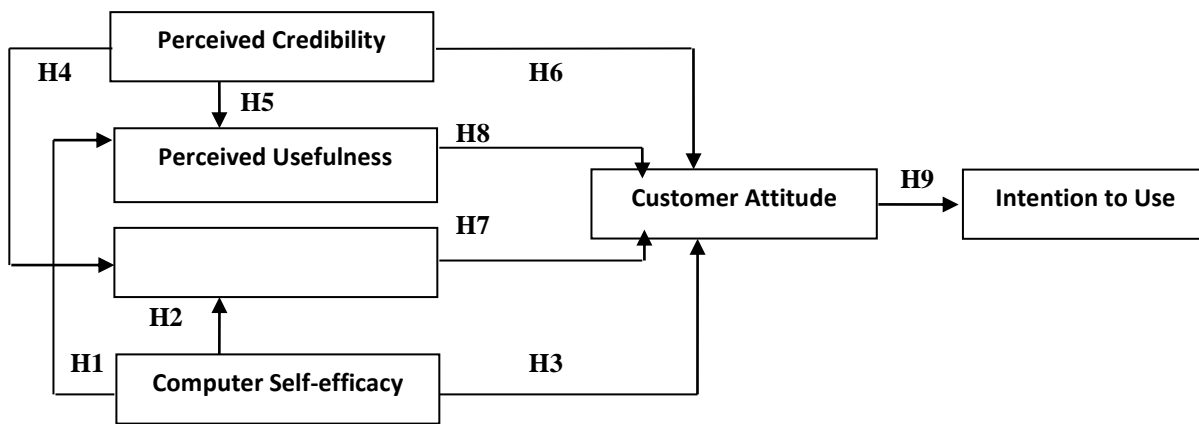 Perceived Credibility
H4
H6
H5
Perceived Usefulness
H8
Customer Attitude
H9
Intention to Use
H7
H2
H1
Computer Self-efficacy
H3